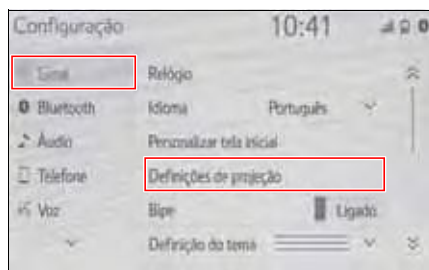 Configuração 10:41 0
Geral Relógio
Bluetooth Idioma Português
Áudio Personalizar tela inicial
Telefone Definições de projeção
Voz Bipe Ligado
Definição do tema